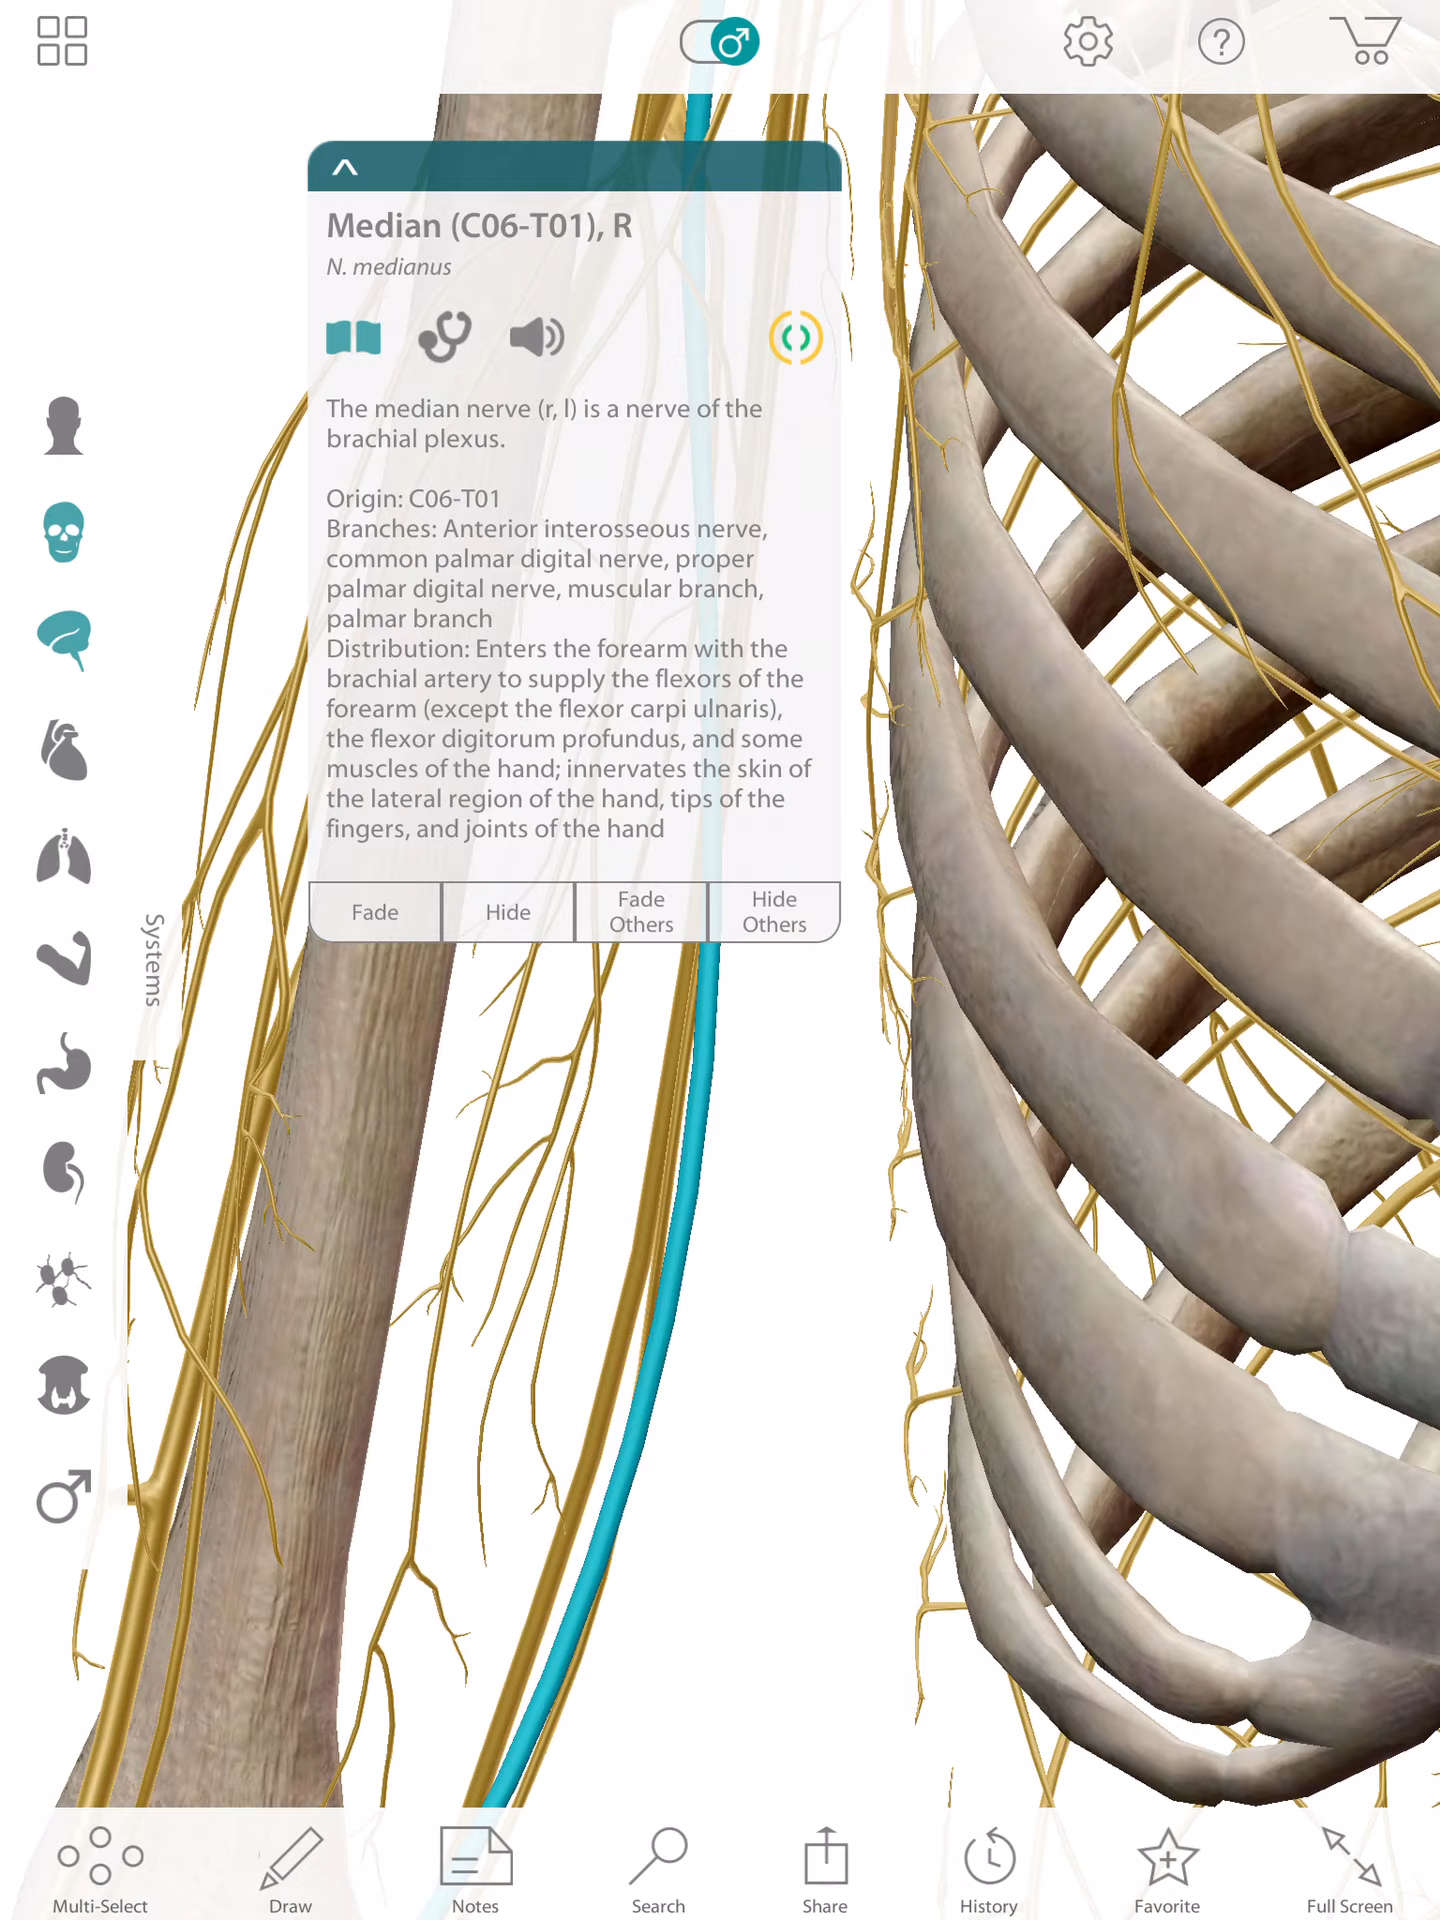 Median (C06-T01), R
N. medianus
The median nerve (r, l) is a nerve of the
brachial plexus.
Origin: C06-T01
Branches: Anterior interosseous nerve,
common palmar digital nerve, proper
palmar digital nerve, muscular branch,
palmar branch
Distribution: Enters the forearm with the
brachial artery to supply the flexors of the
forearm (except the flexor carpi ulnaris),
the flexor digitorum profundus, and some
muscles of the hand; innervates the skin of
the lateral region of the hand, tips of the
fingers, and joints of the hand
Fade
Hide
Fade
Others
Hide
Others
Systems
Multi-Select
Draw
Notes
Search
Share
History
Favorite
Full Screen